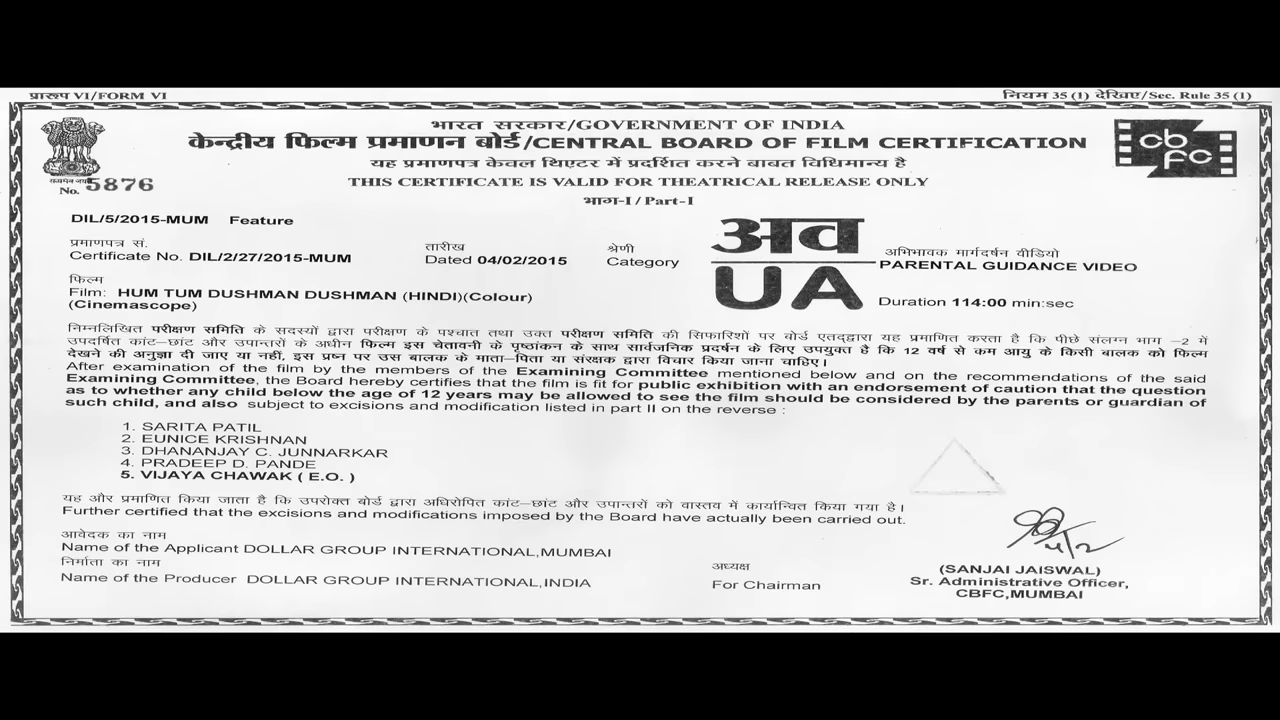 प्रारूप VI/FORM VI
नियम 35 (1) देखिए/Sec. Rule 35 (1)
भारत सरकार/GOVERNMENT OF INDIA
केन्द्रीय फिल्म प्रमाणन बोर्ड/CENTRAL BOARD OF FILM CERTIFICATION
cb
fc
यह प्रमाणपत्र केवल थिएटर में प्रदर्शित करने बावत विधिमान्य है
सत्यमेव जयते
No. 5876
THIS CERTIFICATE IS VALID FOR THEATRICAL RELEASE ONLY
भाग-I / Part-I
DIL/5/2015-MUM Feature
प्रमाणपत्र सं.
Certificate No. DIL/2/27/2015-MUM
तारीख
Dated 04/02/2015
श्रेणी
Category
अव
UA
अभिभावक मार्गदर्षन वीडियो
PARENTAL GUIDANCE VIDEO
Duration 114:00 min:sec
फिल्म
Film: HUM TUM DUSHMAN DUSHMAN (HINDI)(Colour)
(Cinemascope)
निम्नलिखित परीक्षण समिति के सदस्यों द्वारा परीक्षण के पश्चात तथा उक्त परीक्षण समिति की सिफारिशों पर बोर्ड एतद्द्वारा यह प्रमाणित करता है कि पीछे संलग्न भाग –2 में
उपदर्षित कांट–छांट और उपान्तरों के अधीन फिल्म इस चेतावनी के पृष्ठांकन के साथ सार्वजनिक प्रदर्षन के लिए उपयुक्त है कि 12 वर्ष से कम आयु के किसी बालक को फिल्म
देखने की अनुज्ञा दी जाए या नहीं, इस प्रष्न पर उस बालक के माता–पिता या संरक्षक द्वारा विचार किया जाना चाहिए।
After examination of the film by the members of the Examining Committee mentioned below and on the recommendations of the said
Examining Committee, the Board hereby certifies that the film is fit for public exhibition with an endorsement of caution that the question
as to whether any child below the age of 12 years may be allowed to see the film should be considered by the parents or guardian of
such child, and also subject to excisions and modification listed in part II on the reverse :
1. SARITA PATIL
2. EUNICE KRISHNAN
3. DHANANJAY C. JUNNARKAR
4. PRADEEP D. PANDE
5. VIJAYA CHAWAK ( E.O. )
यह और प्रमाणित किया जाता है कि उपरोक्त बोर्ड द्वारा अधिरोपित कांट–छांट और उपान्तरों को वास्तव में कार्यान्वित किया गया है।
Further certified that the excisions and modifications imposed by the Board have actually been carried out.
आवेदक का नाम
Name of the Applicant DOLLAR GROUP INTERNATIONAL,MUMBAI
निर्माता का नाम
Name of the Producer DOLLAR GROUP INTERNATIONAL,INDIA
अध्यक्ष
For Chairman
(SANJAI JAISWAL)
Sr. Administrative Officer,
CBFC,MUMBAI